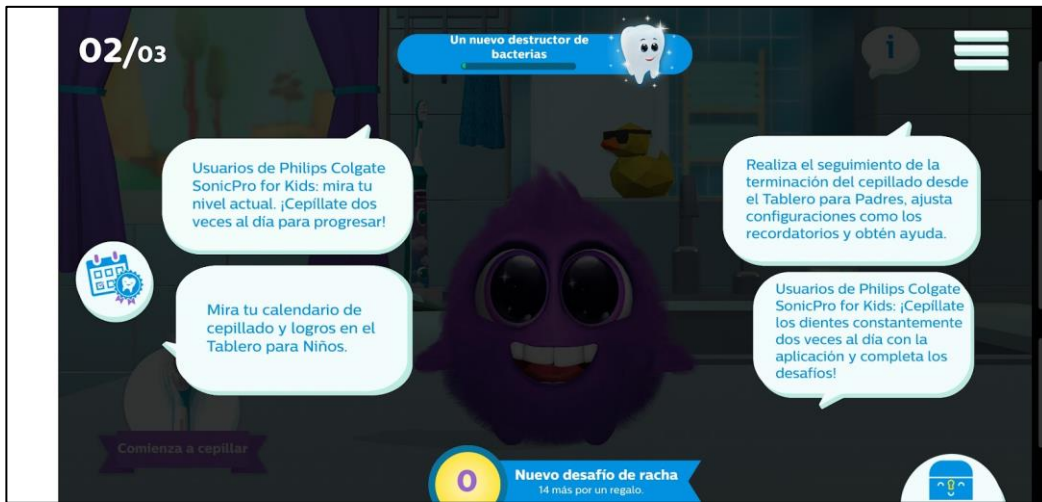 02/03
Un nuevo destructor de
bacterias
i
Usuarios de Philips Colgate
SonicPro for Kids: mira tu
nivel actual. ¡Cepíllate dos
veces al día para progresar!
Mira tu calendario de
cepillado y logros en el
Tablero para Niños.
Realiza el seguimiento de la
terminación del cepillado desde
el Tablero para Padres, ajusta
configuraciones como los
recordatorios y obtén ayuda.
Usuarios de Philips Colgate
SonicPro for Kids: ¡Cepíllate
los dientes constantemente
dos veces al día con la
aplicación y completa los
desafíos!
Comienza a cepillar
0
Nuevo desafío de racha
14 más por un regalo.